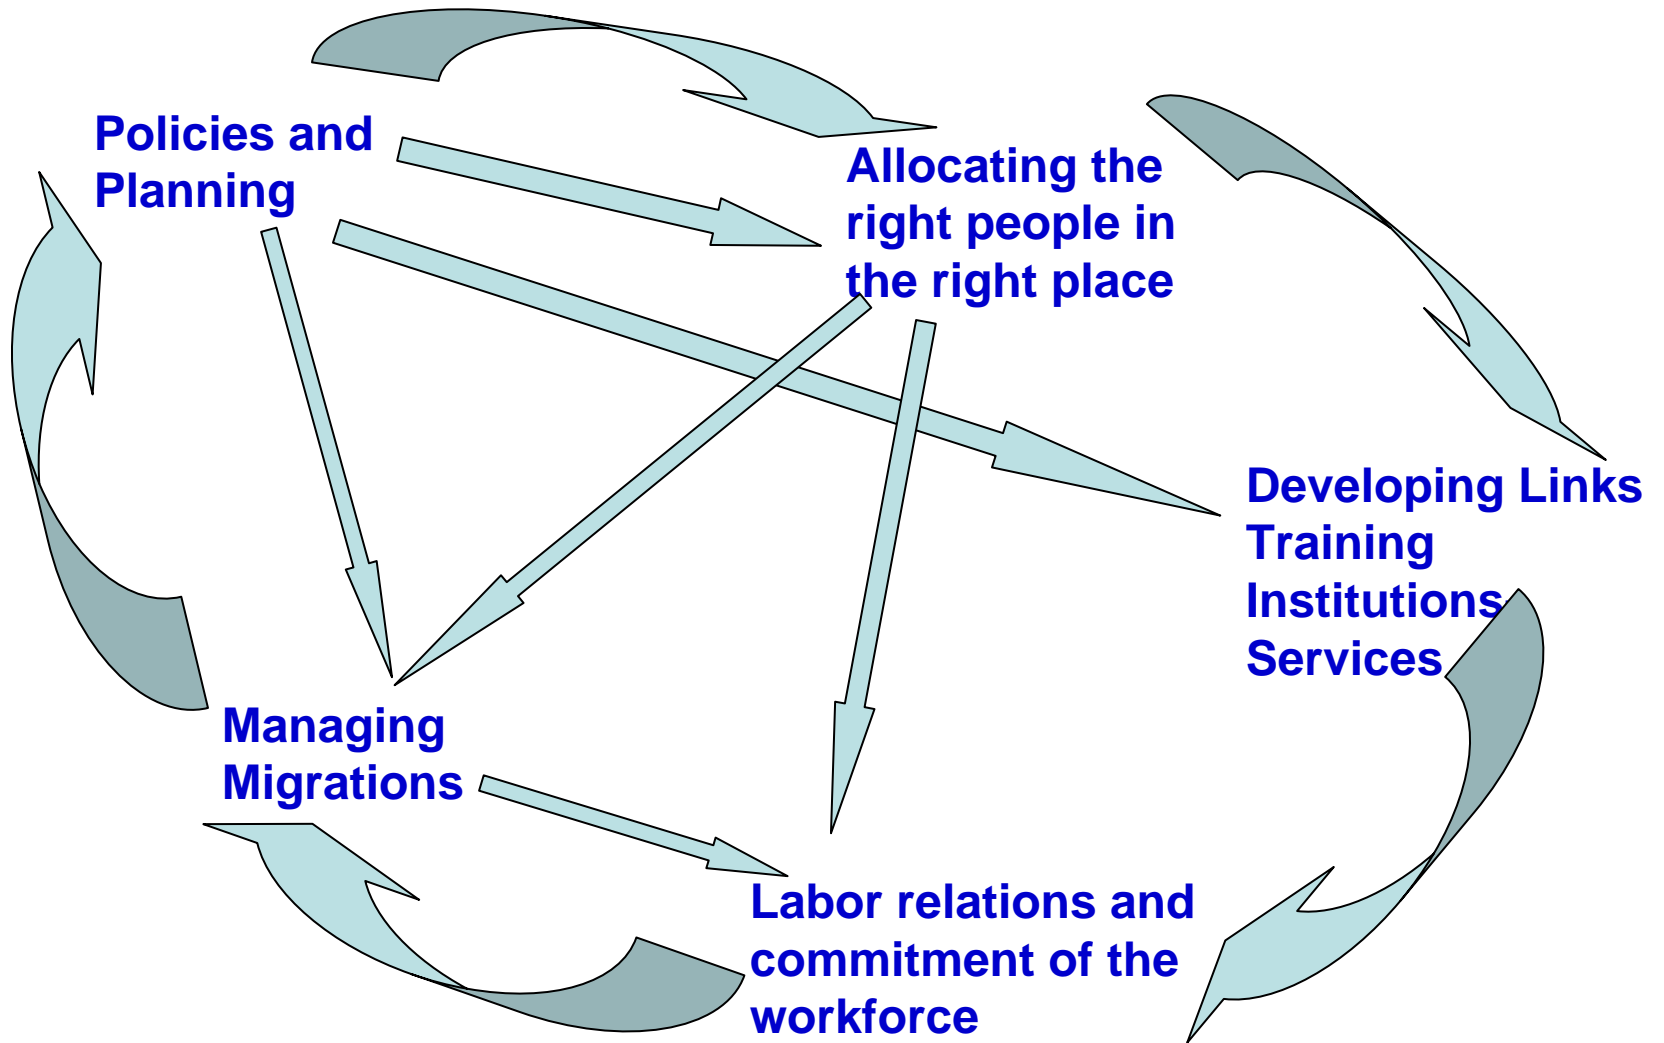 Policies and
Planning
Allocating the
right people in
the right place
Developing Links
Training
Institutions
Services
Managing
Migrations
Labor relations and
commitment of the
workforce